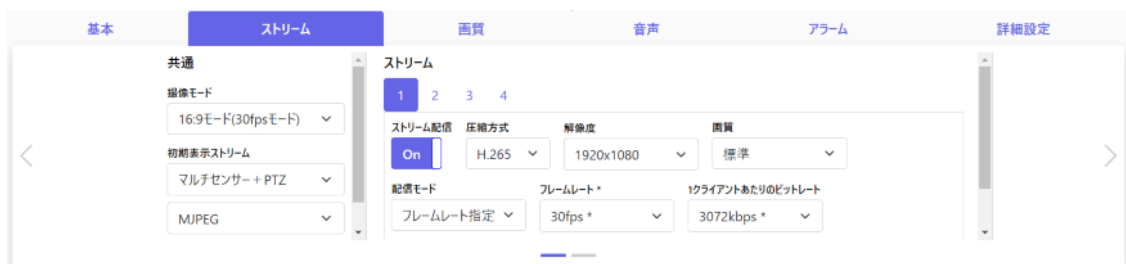 基本 ストリーム 画質 音声 アラーム 詳細設定
共通
撮像モード
16:9モード(30fpsモード)
初期表示ストリーム
マルチセンサー+PTZ
MJPEG
ストリーム
1 2 3 4
ストリーム配信 圧縮方式 解像度 画質
On H.265 1920x1080 標準
配信モード フレームレート * 1クライアントあたりのビットレート
フレームレート指定 30fps * 3072kbps *